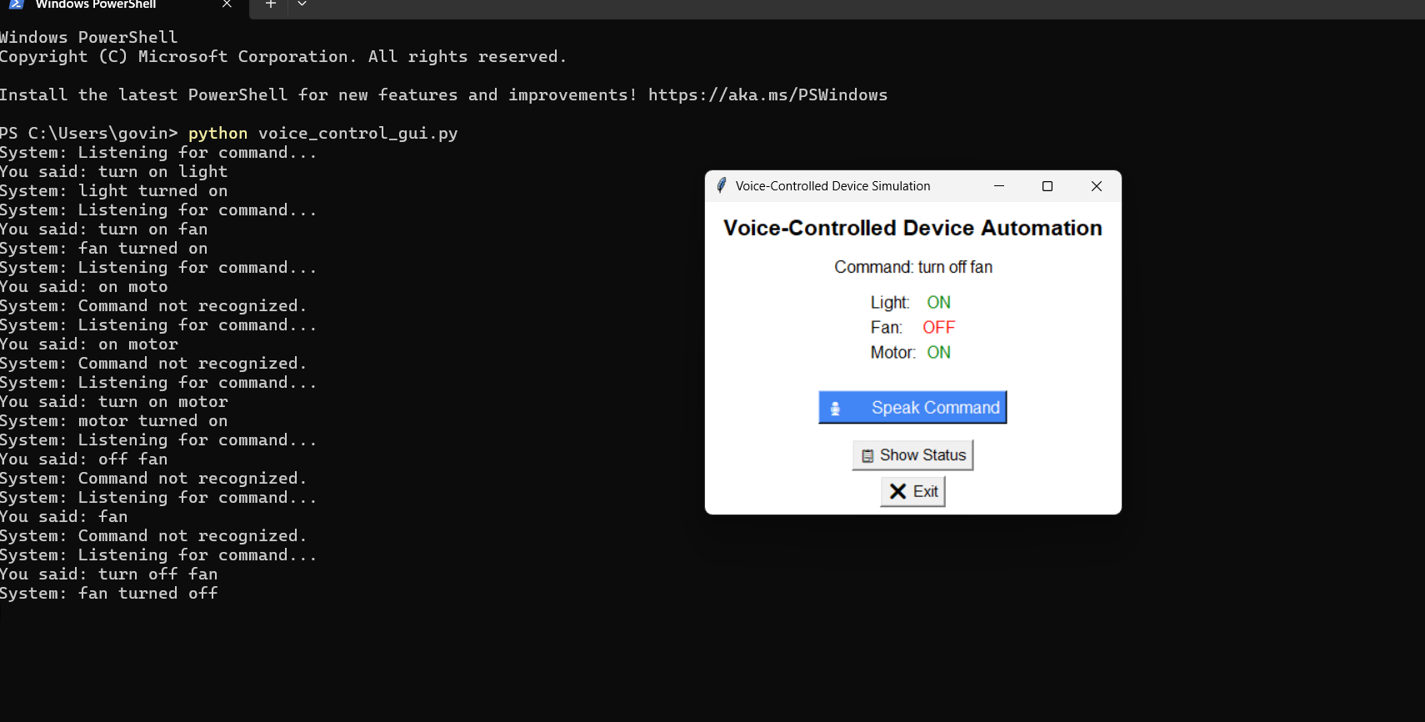 Windows PowerShell
Windows PowerShell
Copyright (C) Microsoft Corporation. All rights reserved.
Install the latest PowerShell for new features and improvements! https://aka.ms/PSWindows
PS C:\Users\govin> python voice_control_gui.py
System: Listening for command...
You said: turn on light
System: light turned on
System: Listening for command...
You said: turn on fan
System: fan turned on
System: Listening for command...
You said: on moto
System: Command not recognized.
System: Listening for command...
You said: on motor
System: Command not recognized.
System: Listening for command...
You said: turn on motor
System: motor turned on
System: Listening for command...
You said: off fan
System: Command not recognized.
System: Listening for command...
You said: fan
System: Command not recognized.
System: Listening for command...
You said: turn off fan
System: fan turned off
Voice-Controlled Device Simulation
Voice-Controlled Device Automation
Command: turn off fan
Light: ON
Fan: OFF
Motor: ON
Speak Command
Show Status
Exit